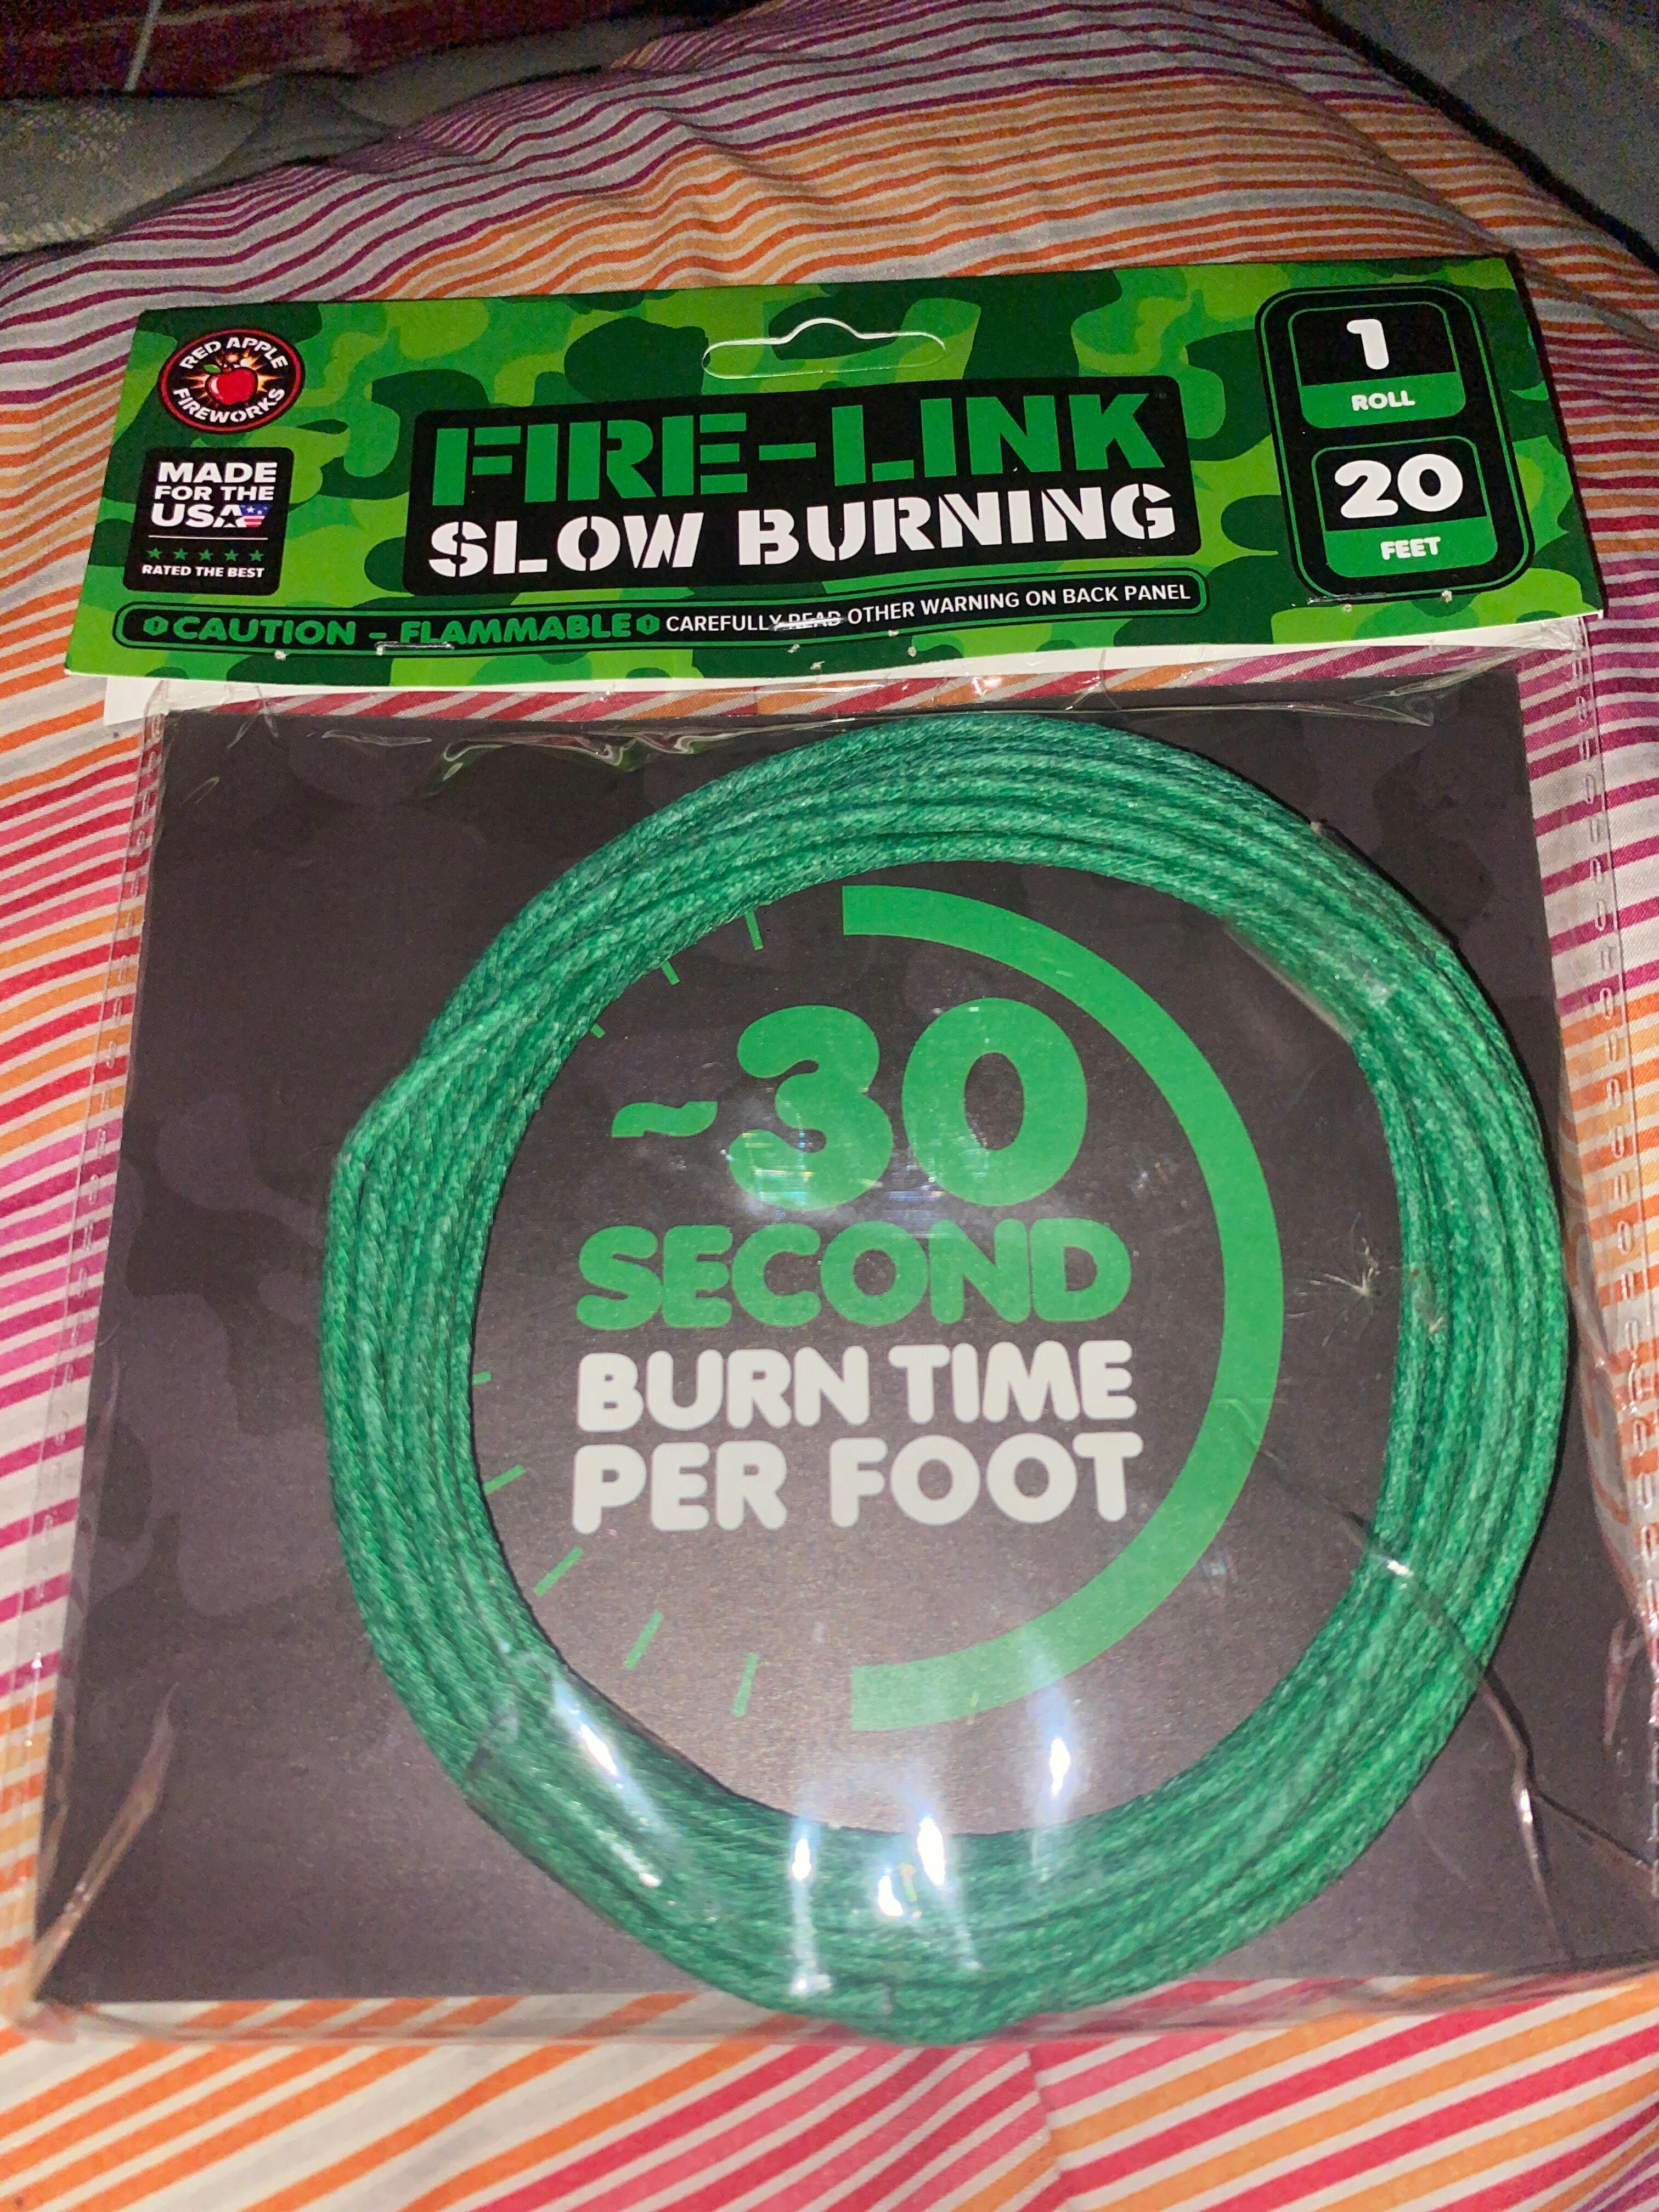 RED APPLE
FIREWORKS
MADE
FOR THE
USA
RATED THE BEST
FIRE-LINK
SLOW BURNING
1
ROLL
20
FEET
CAUTION - FLAMMABLE CAREFULLY READ OTHER WARNING ON BACK PANEL
~30
SECOND
BURN TIME
PER FOOT